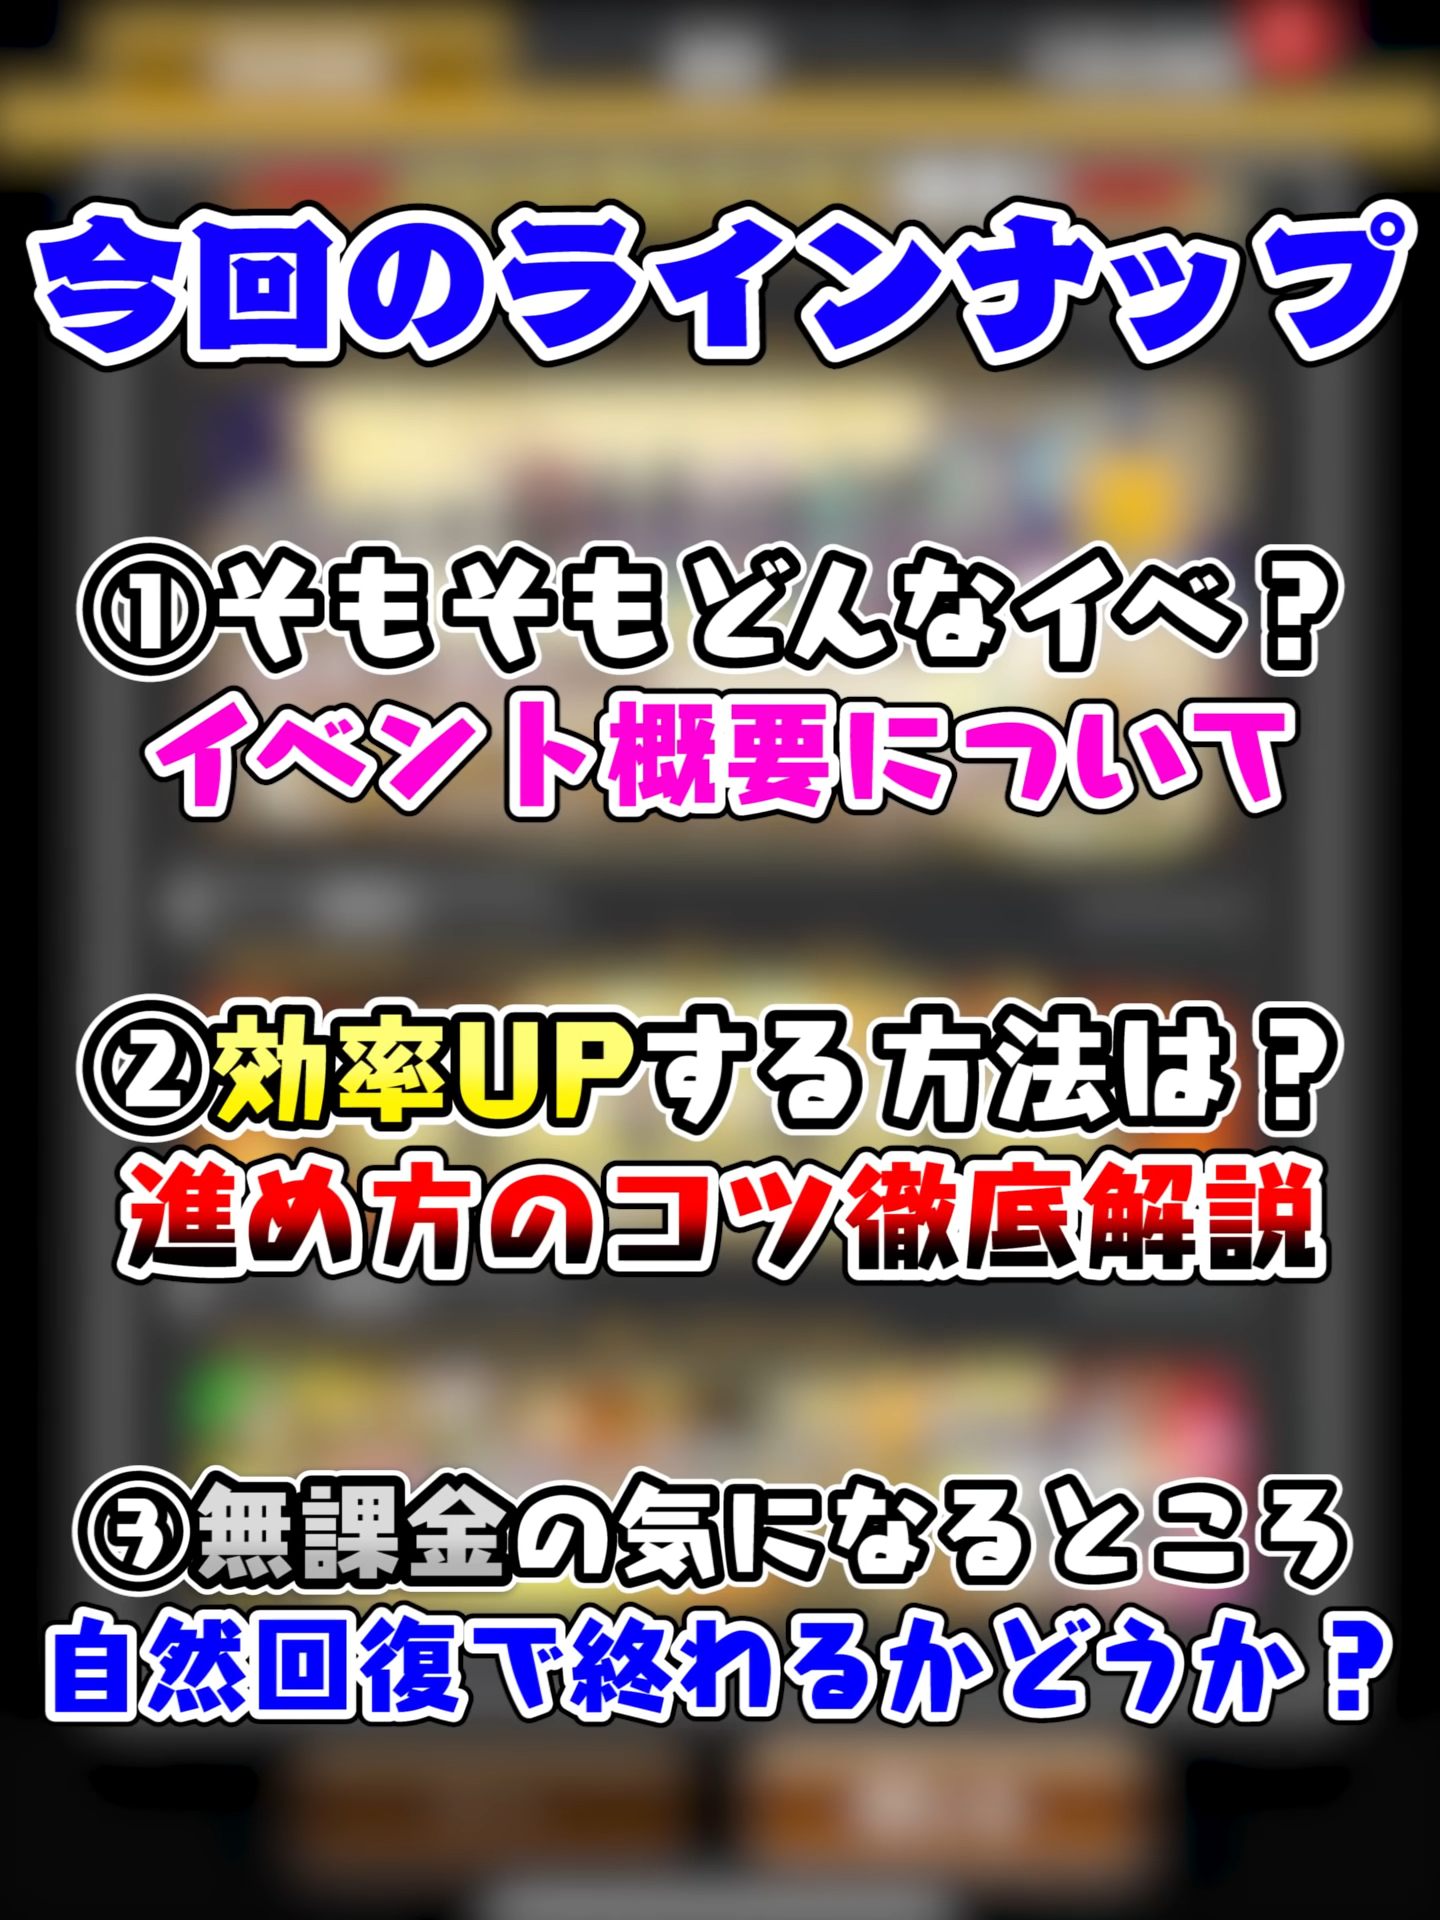 今回のラインナップ
①そもそもどんなイベ?
イベント概要について
②効率UPする方法は?
進め方のコツ徹底解説
③無課金の気になるところ
自然回復で終わるかどうか?